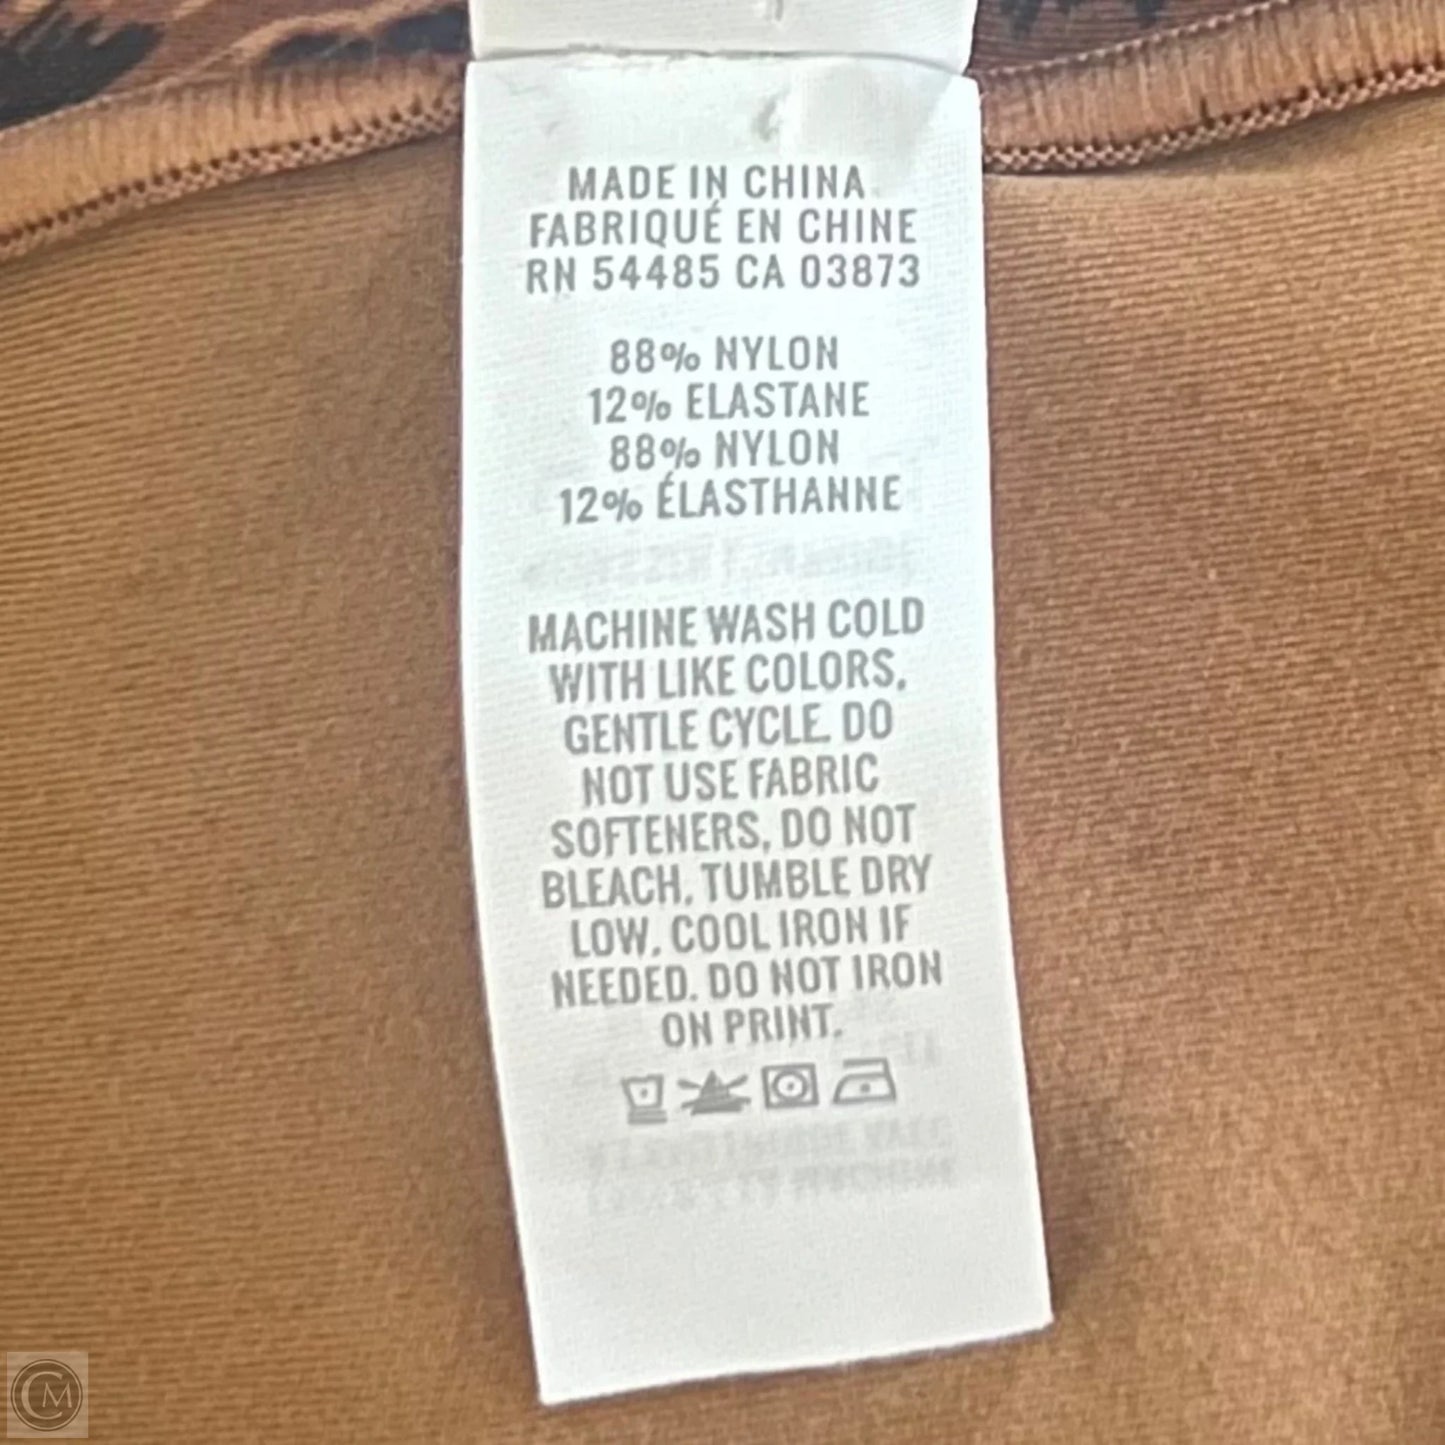 MADE IN CHINA
FABRIQUÉ EN CHINE
RN 54485 CA 03873
88% NYLON
12% ELASTANE
88% NYLON
12% ÉLASTHANNE
MACHINE WASH COLD
WITH LIKE COLORS,
GENTLE CYCLE. DO
NOT USE FABRIC
SOFTENERS, DO NOT
BLEACH, TUMBLE DRY
LOW, COOL IRON IF
NEEDED. DO NOT IRON
ON PRINT.
CM